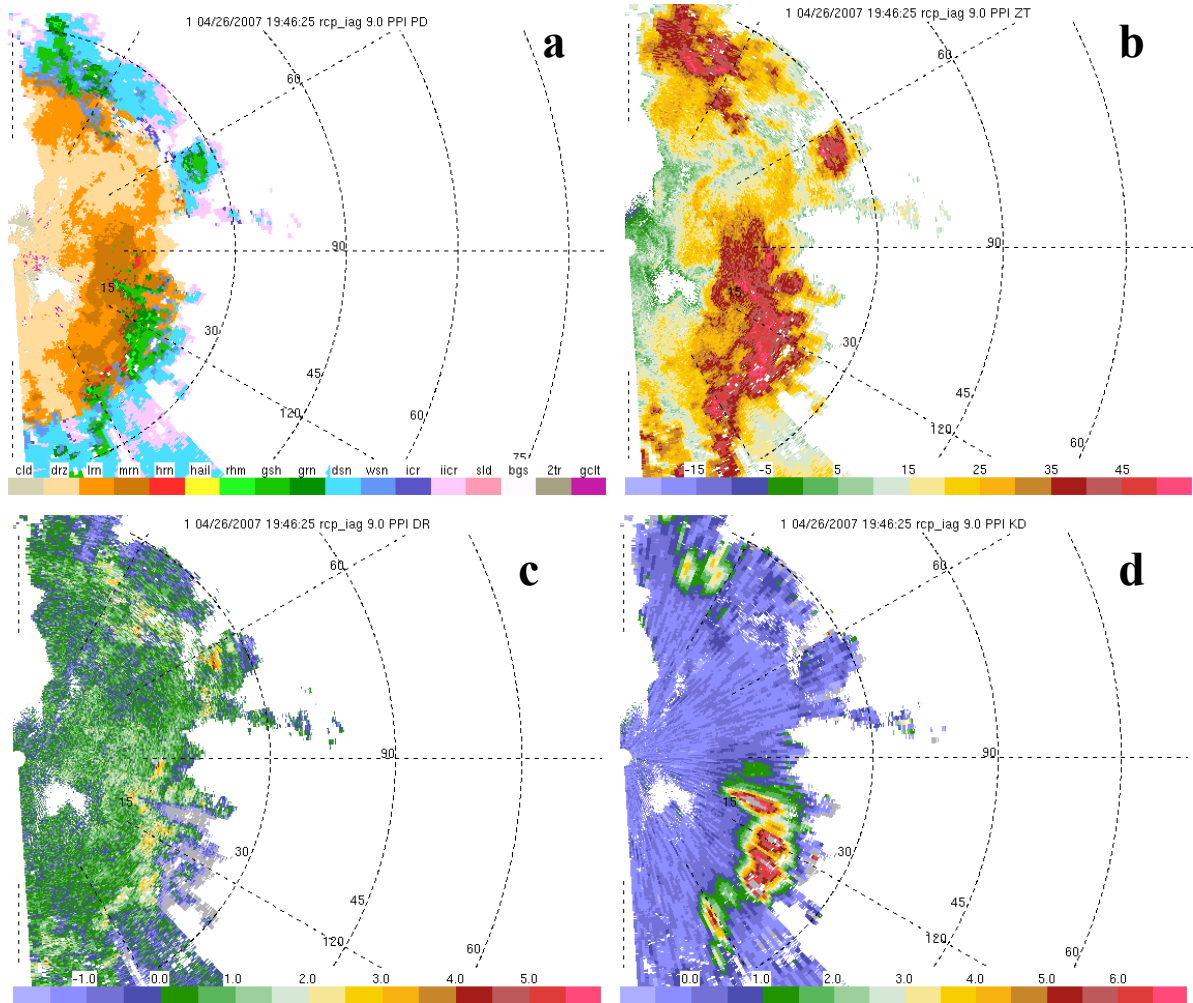 1 04/26/2007 19:46:25 rcp_iag 9.0 PPI PD
a
60
90
15
30
45
120
60
75
cld drz lrn mrn hrn hail rhm gsh grn dsn wsn icr iicr sld bgs 2tr gclt
1 04/26/2007 19:46:25 rcp_iag 9.0 PPI ZT
b
60
90
15
30
45
120
60
-15 -5 5 15 25 35 45
1 04/26/2007 19:46:25 rcp_iag 9.0 PPI DR
c
60
90
15
30
45
120
60
-1.0 0.0 1.0 2.0 3.0 4.0 5.0
1 04/26/2007 19:46:25 rcp_iag 9.0 PPI KD
d
60
90
15
30
45
120
60
0.0 1.0 2.0 3.0 4.0 5.0 6.0